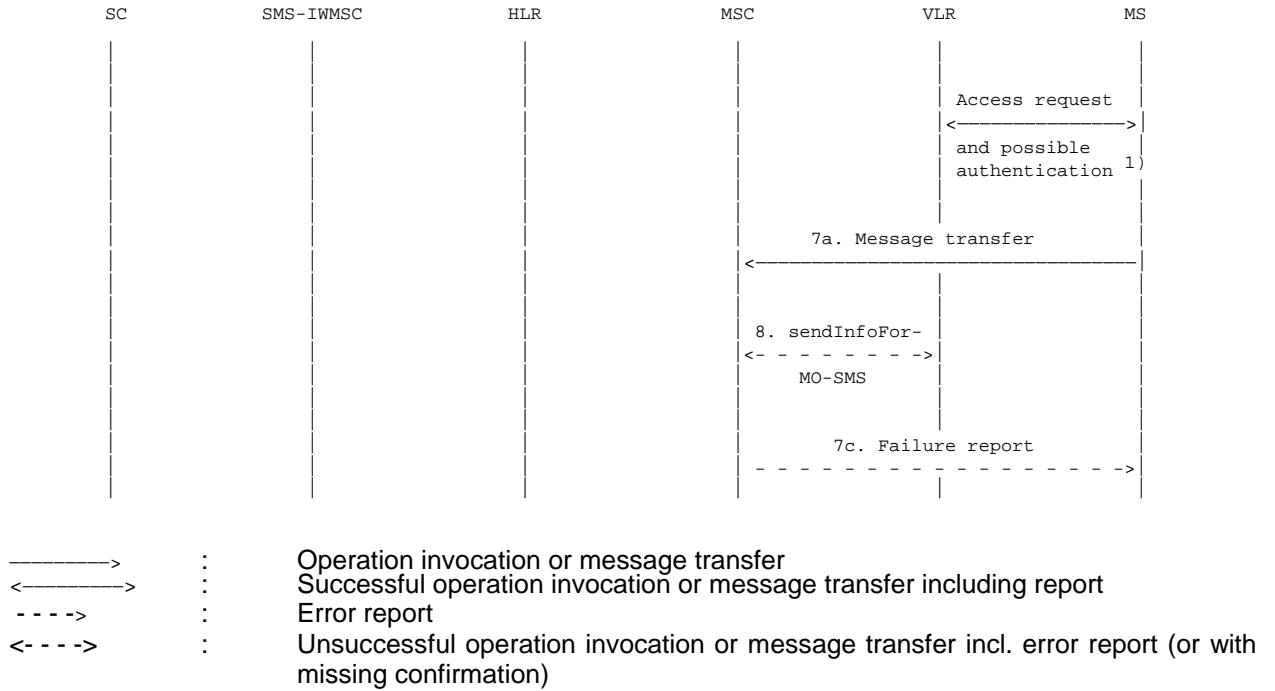 SC SMS-IWMSC HLR MSC VLR MS
Access request
<———————>
and possible
authentication 1)
7a. Message transfer
<—————————————————
8. sendInfoFor-
<- - - - - - - ->
MO-SMS
7c. Failure report
- - - - - - - - - - - - - - - - ->
—————————> : Operation invocation or message transfer
<—————————> : Successful operation invocation or message transfer including report
- - - -> : Error report
<- - - -> : Unsuccessful operation invocation or message transfer incl. error report (or with
missing confirmation)